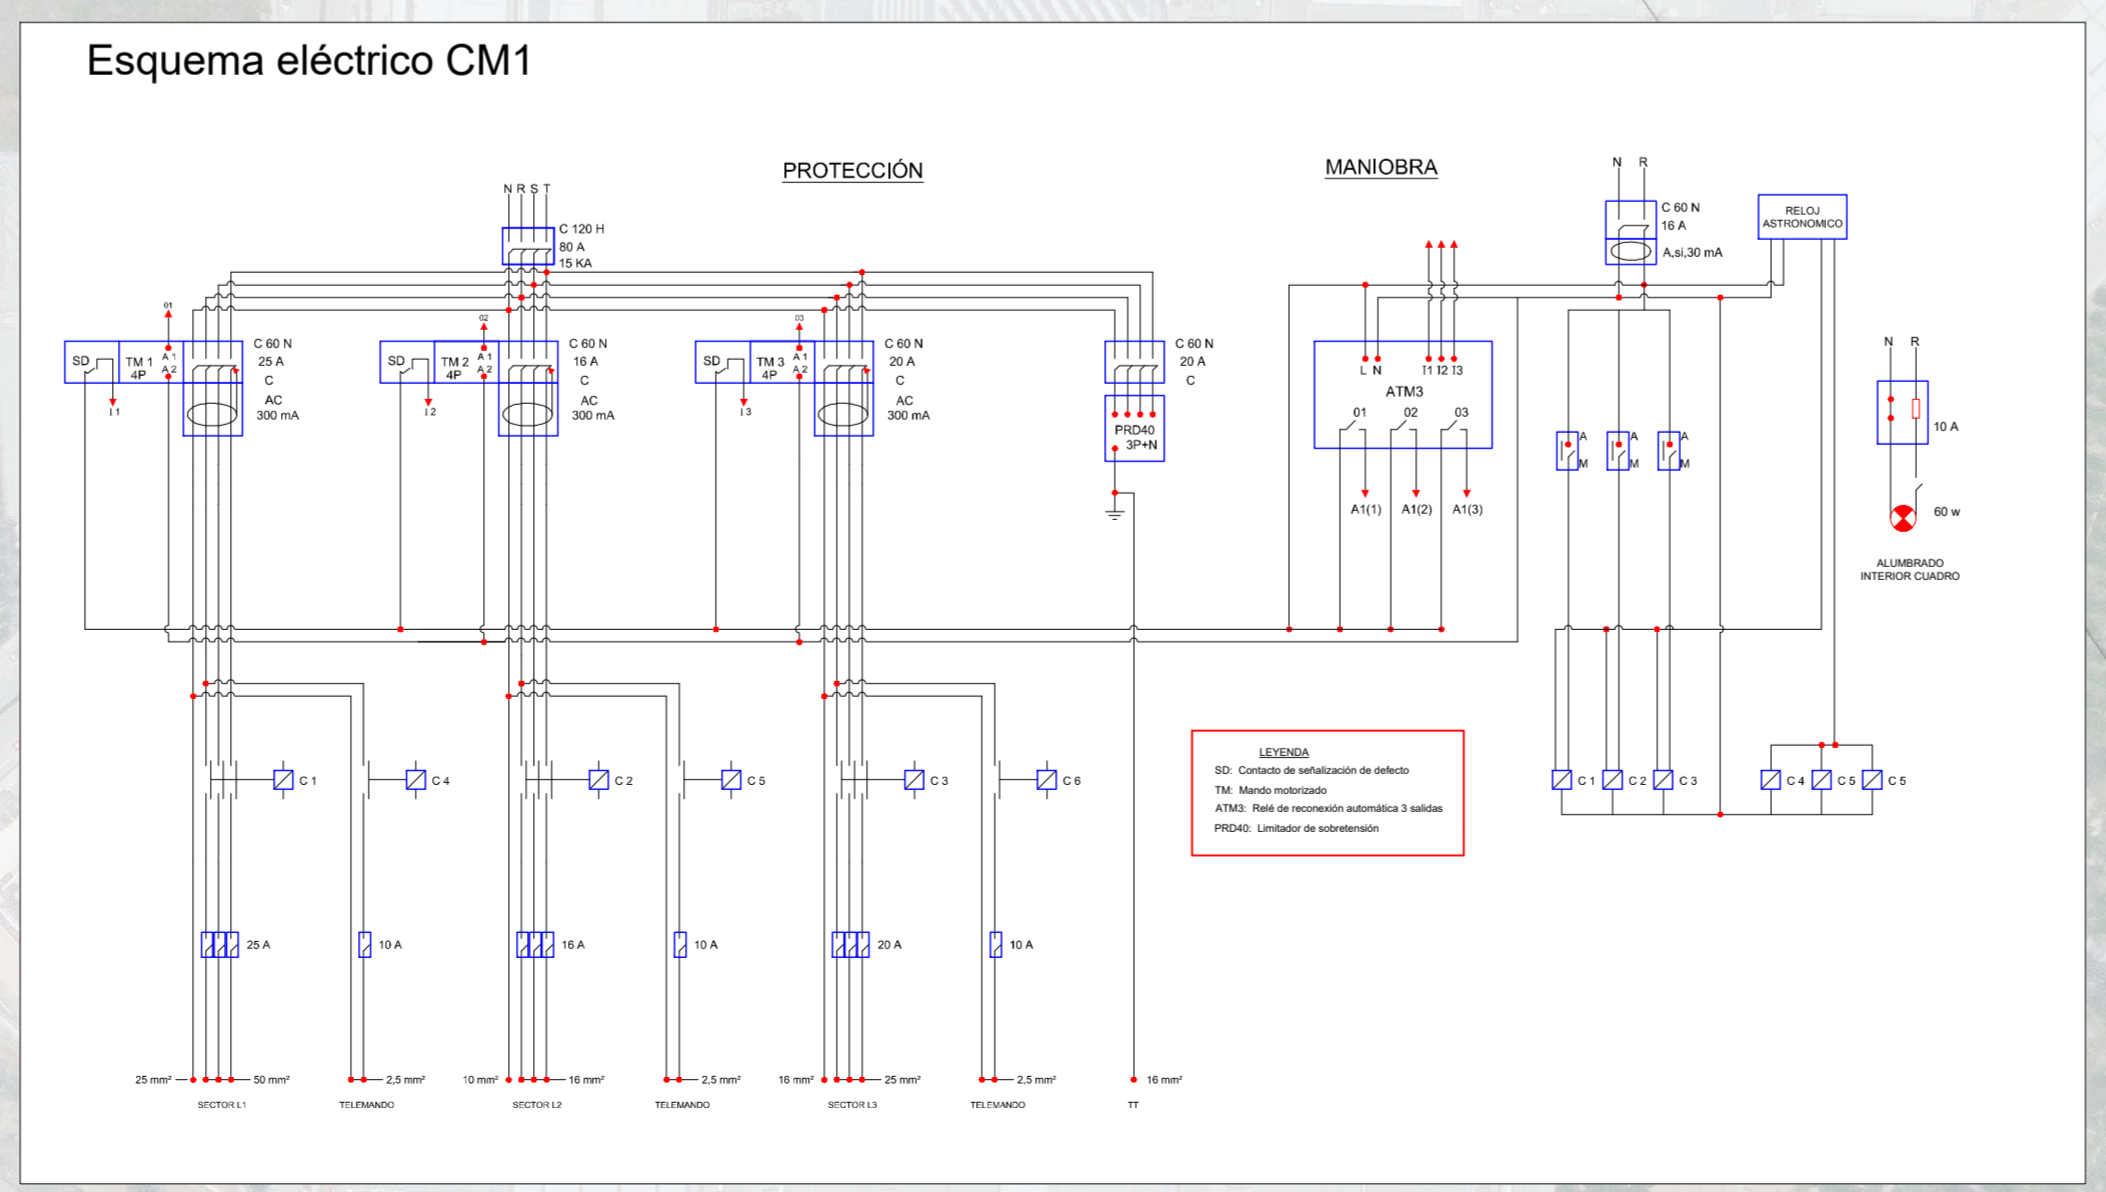 Esquema eléctrico CM1
PROTECCIÓN
MANIOBRA
N R S T
C 120 H
80 A
15 KA
N R
C 60 N
16 A
A,si,30 mA
RELOJ
ASTRONOMICO
01
SD
TM 1
4P
A 1
A 2
I 1
C 60 N
25 A
C
AC
300 mA
02
SD
TM 2
4P
A 1
A 2
I 2
C 60 N
16 A
C
AC
300 mA
03
SD
TM 3
4P
A 1
A 2
I 3
C 60 N
20 A
C
AC
300 mA
C 60 N
20 A
C
PRD40
3P+N
L N I1 I2 I3
ATM3
01 02 03
A1(1) A1(2) A1(3)
A
M
A
M
A
M
N R
10 A
60 w
ALUMBRADO
INTERIOR CUADRO
C 1
C 4
C 2
C 5
C 3
C 6
LEYENDA
SD: Contacto de señalización de defecto
TM: Mando motorizado
ATM3: Relé de reconexión automática 3 salidas
PRD40: Limitador de sobretensión
C 1 C 2 C 3 C 4 C 5 C 5
25 A 10 A 16 A 10 A 20 A 10 A
25 mm² 50 mm² 2,5 mm² 10 mm² 16 mm² 2,5 mm² 16 mm² 25 mm² 2,5 mm² 16 mm²
SECTOR L1 TELEMANDO SECTOR L2 TELEMANDO SECTOR L3 TELEMANDO TT